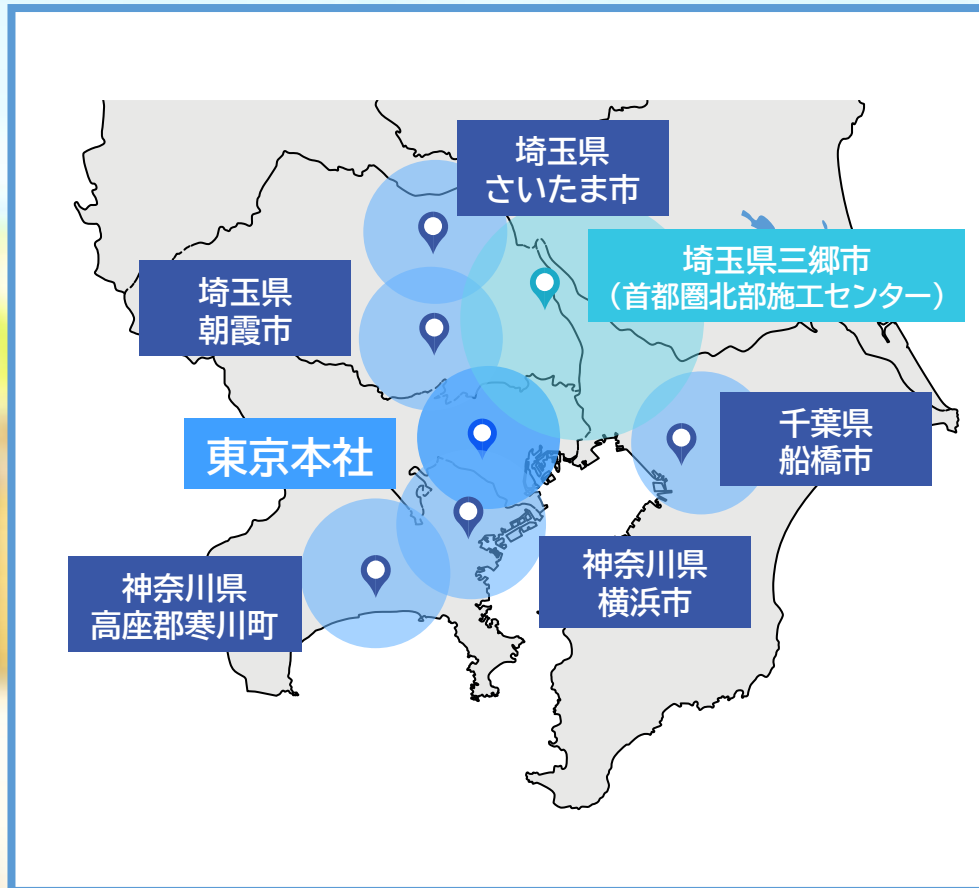 埼玉県
さいたま市
埼玉県三郷市
（首都圏北部施工センター）
埼玉県
朝霞市
千葉県
船橋市
東京本社
神奈川県
横浜市
神奈川県
高座郡寒川町